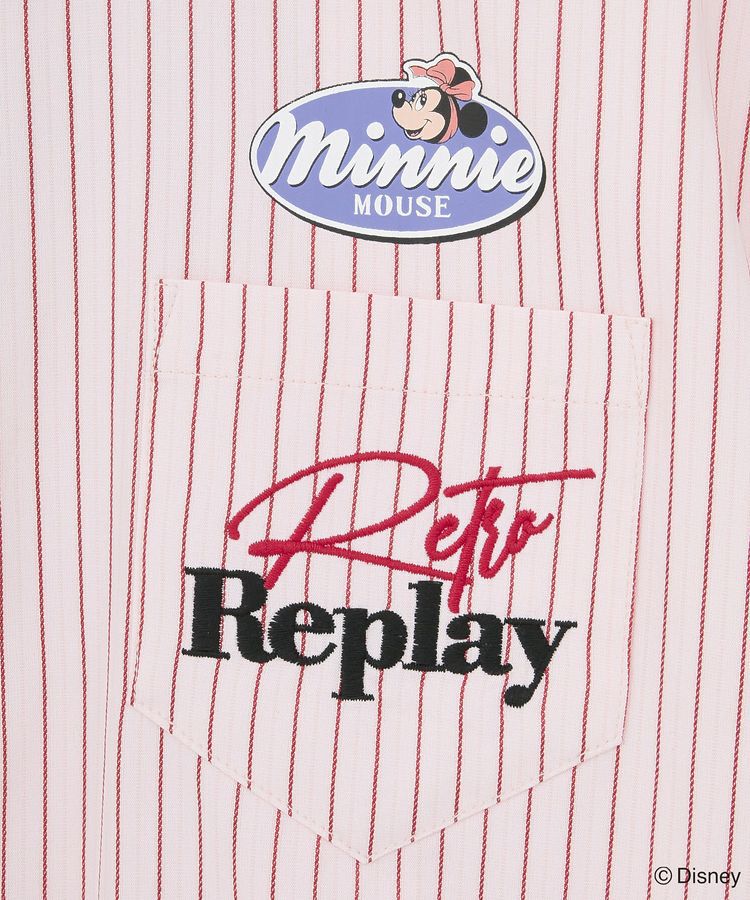 minnie
MOUSE
Retro
Replay
© Disney